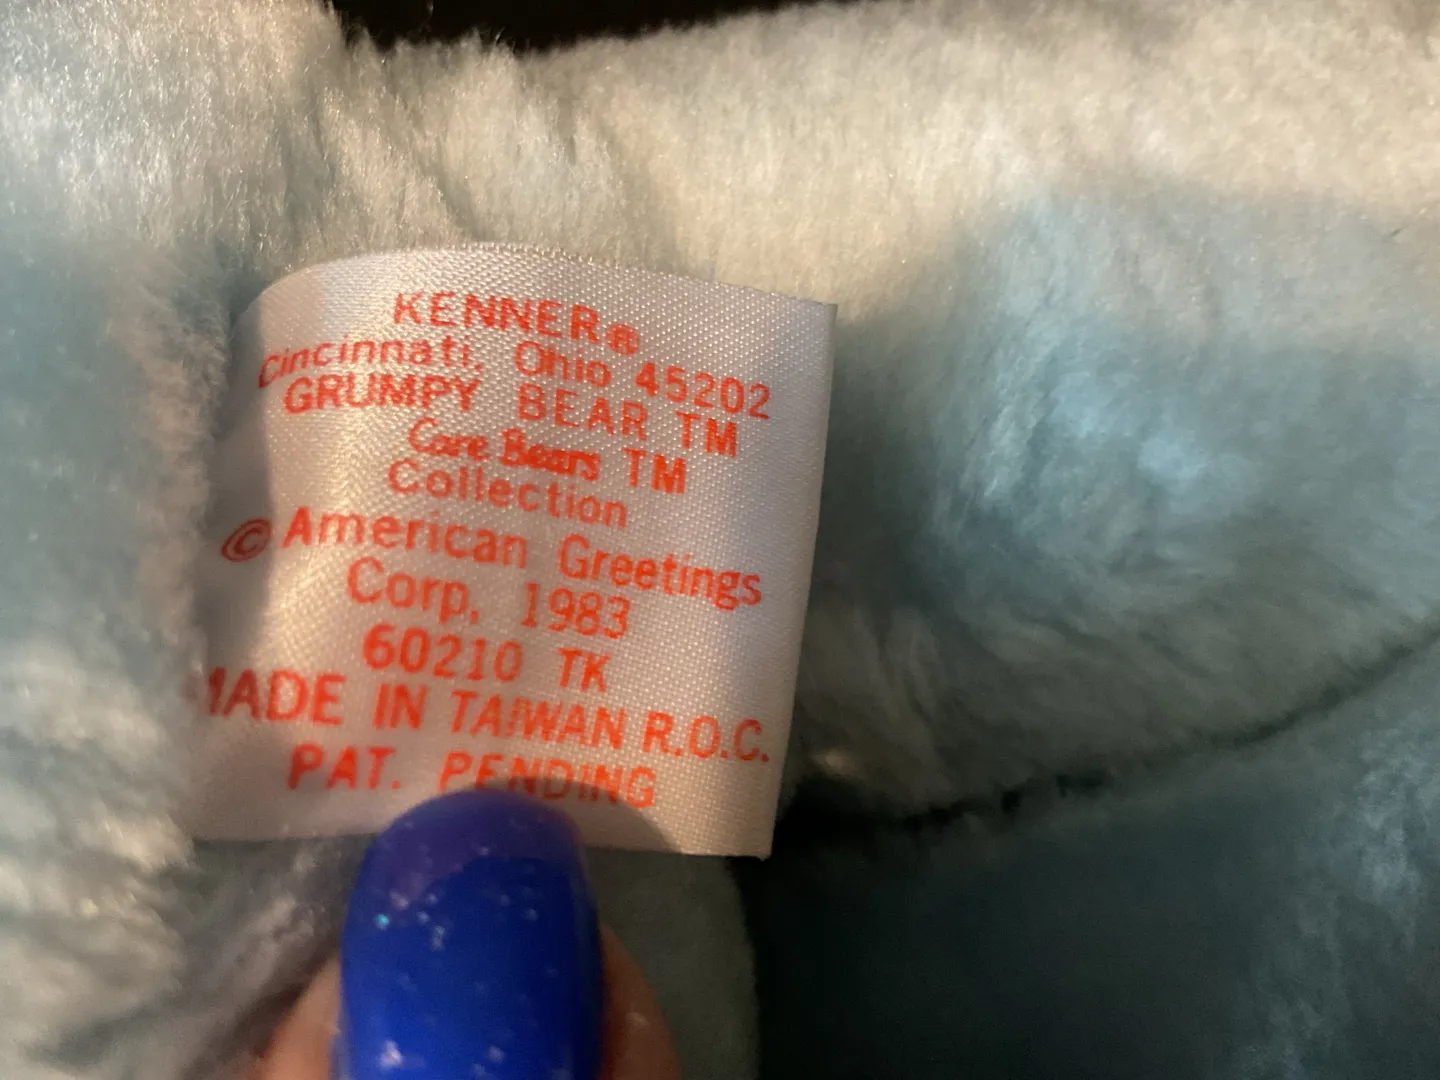 KENNER®
Cincinnati, Ohio 45202
GRUMPY BEAR TM
Care Bears TM
Collection
© American Greetings
Corp. 1983
60210 TK
MADE IN TAIWAN R.O.C.
PAT. PENDING